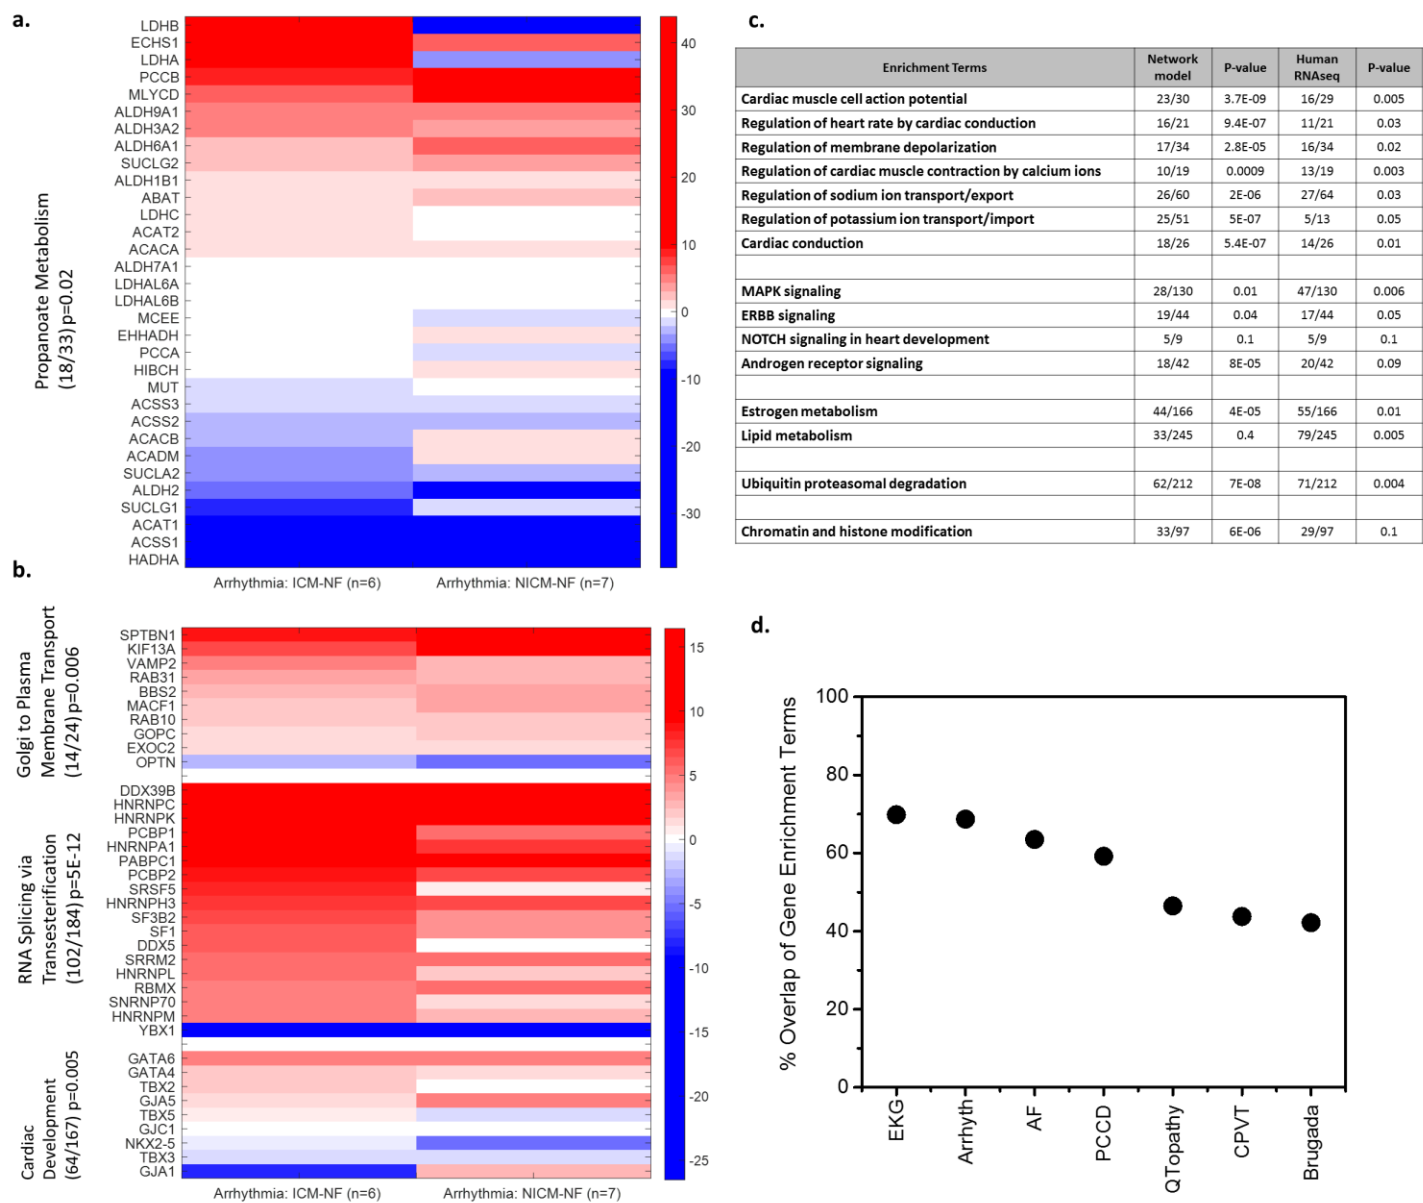 a.
Propanoate Metabolism
(18/33) p=0.02
LDHB
ECHS1
LDHA
PCCB
MLYCD
ALDH9A1
ALDH3A2
ALDH6A1
SUCLG2
ALDH1B1
ABAT
LDHC
ACAT2
ACACA
ALDH7A1
LDHAL6A
LDHAL6B
MCEE
EHHADH
PCCA
HIBCH
MUT
ACSS3
ACSS2
ACACB
ACADM
SUCLA2
ALDH2
SUCLG1
ACAT1
ACSS1
HADHA
40
30
20
10
0
-10
-20
-30
Arrhythmia: ICM-NF (n=6)
Arrhythmia: NICM-NF (n=7)
b.
Golgi to Plasma
Membrane Transport
(14/24) p=0.006
SPTBN1
KIF13A
VAMP2
RAB31
BBS2
MACF1
RAB10
GOPC
EXOC2
OPTN
RNA Splicing via
Transesterification
(102/184) p=5E-12
DDX39B
HNRNPC
HNRNPK
PCBP1
HNRNPA1
PABPC1
PCBP2
SRSF5
HNRNPH3
SF3B2
SF1
DDX5
SRRM2
HNRNPL
RBMX
SNRNP70
HNRNPM
YBX1
Cardiac
Development
(64/167) p=0.005
GATA6
GATA4
TBX2
GJA5
TBX5
GJC1
NKX2-5
TBX3
GJA1
15
10
5
0
-5
-10
-15
-20
-25
Arrhythmia: ICM-NF (n=6)
Arrhythmia: NICM-NF (n=7)
c.
Enrichment Terms Network model P-value Human RNAseq P-value
Cardiac muscle cell action potential 23/30 3.7E-09 16/29 0.005
Regulation of heart rate by cardiac conduction 16/21 9.4E-07 11/21 0.03
Regulation of membrane depolarization 17/34 2.8E-05 16/34 0.02
Regulation of cardiac muscle contraction by calcium ions 10/19 0.0009 13/19 0.003
Regulation of sodium ion transport/export 26/60 2E-06 27/64 0.03
Regulation of potassium ion transport/import 25/51 5E-07 5/13 0.05
Cardiac conduction 18/26 5.4E-07 14/26 0.01
MAPK signaling 28/130 0.01 47/130 0.006
ERBB signaling 19/44 0.04 17/44 0.05
NOTCH signaling in heart development 5/9 0.1 5/9 0.1
Androgen receptor signaling 18/42 8E-05 20/42 0.09
Estrogen metabolism 44/166 4E-05 55/166 0.01
Lipid metabolism 33/245 0.4 79/245 0.005
Ubiquitin proteasomal degradation 62/212 7E-08 71/212 0.004
Chromatin and histone modification 33/97 6E-06 29/97 0.1
d.
% Overlap of Gene Enrichment Terms
100
80
60
40
20
0
EKG
Arrhyth
AF
PCCD
QTopathy
CPVT
Brugada